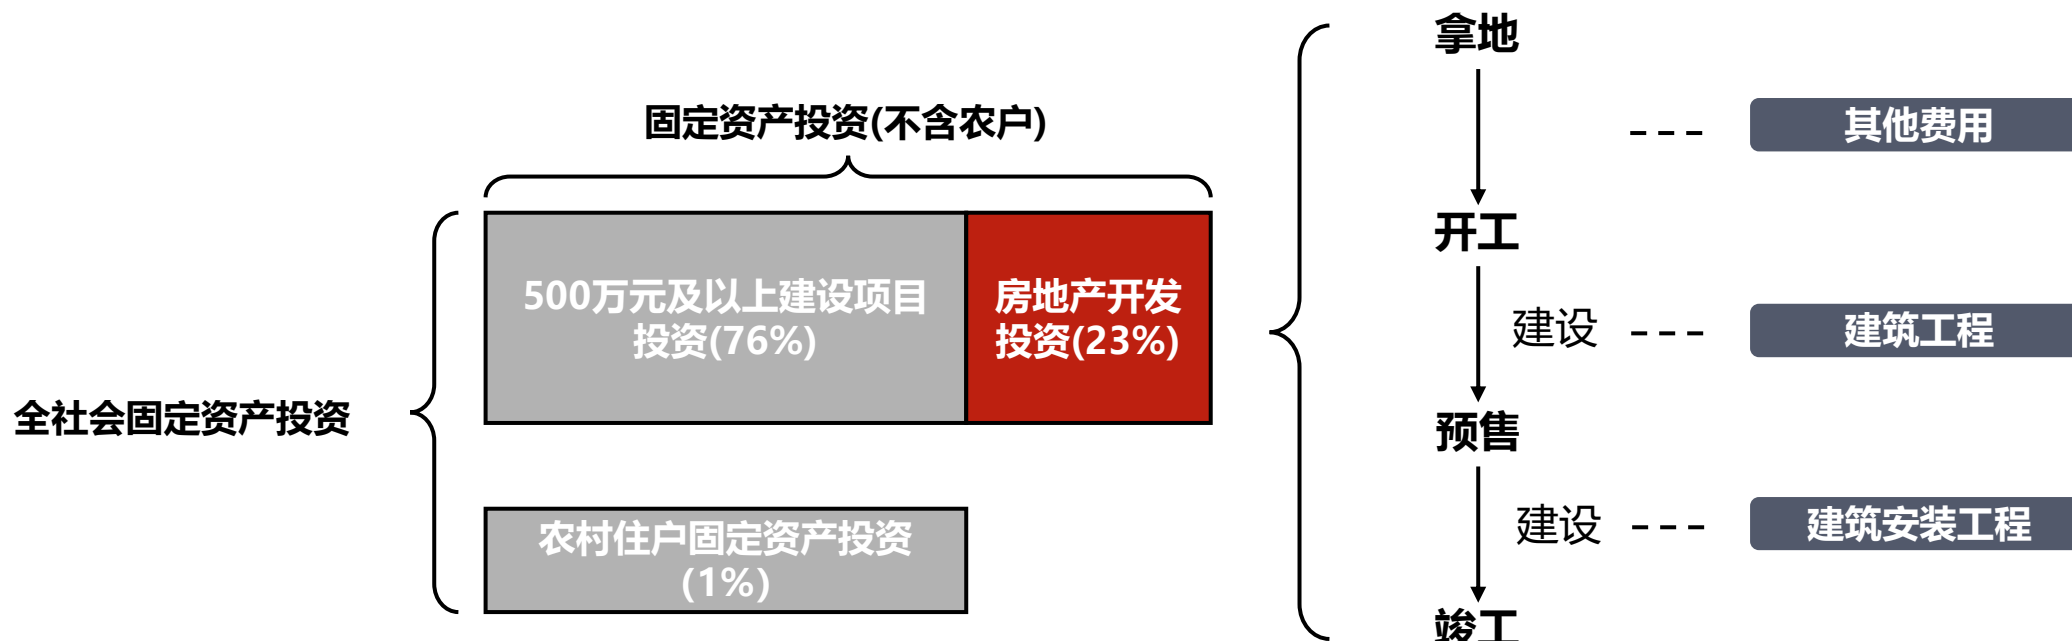 全社会固定资产投资
固定资产投资(不含农户)
500万元及以上建设项目
投资(76%)
房地产开发
投资(23%)
农村住户固定资产投资
(1%)
拿地
其他费用
开工
建设
建筑工程
预售
建设
建筑安装工程
竣工